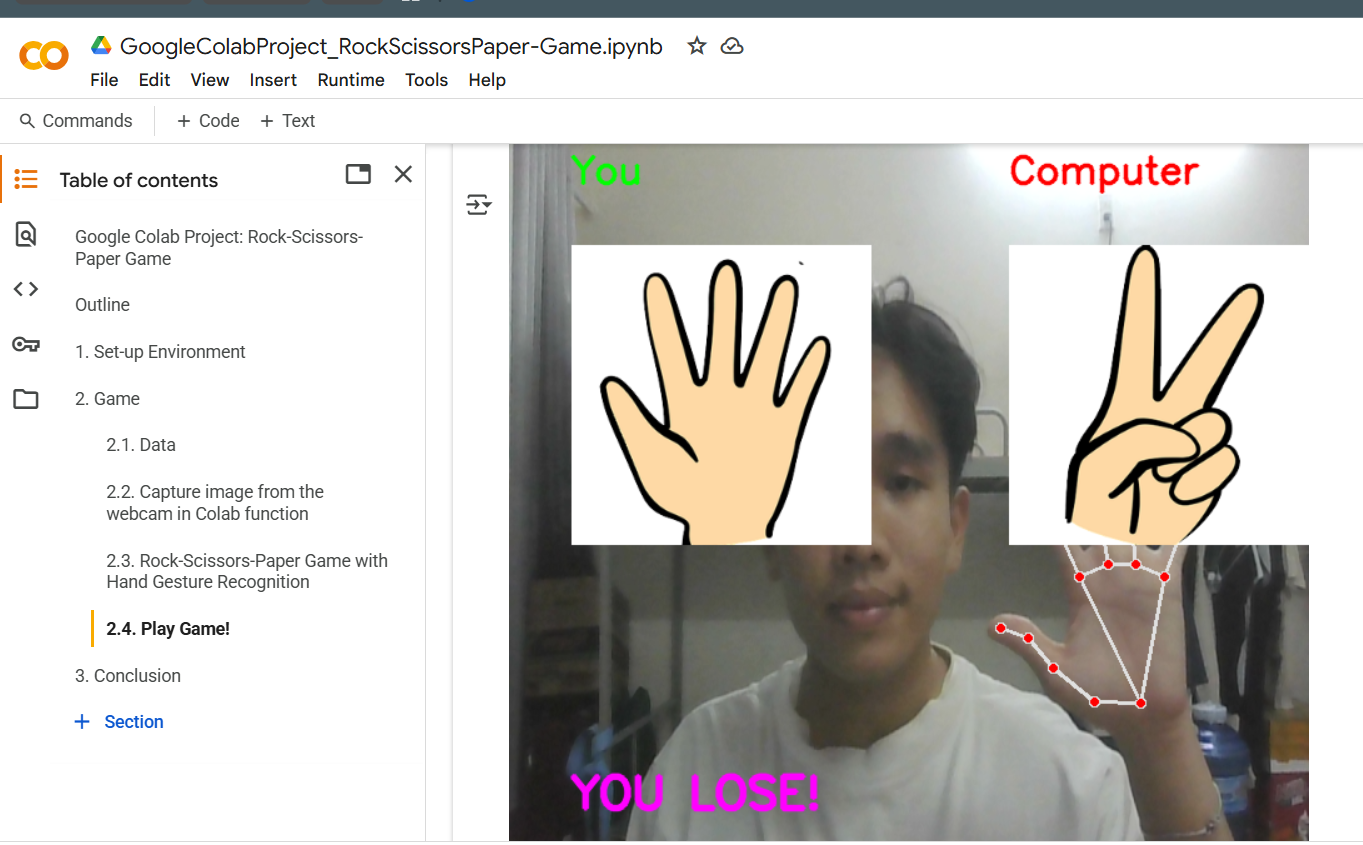 GoogleColabProject_RockScissorsPaper-Game.ipynb
File Edit View Insert Runtime Tools Help
Commands + Code + Text
Table of contents
Google Colab Project: Rock-Scissors-
Paper Game
Outline
1. Set-up Environment
2. Game
2.1. Data
2.2. Capture image from the
webcam in Colab function
2.3. Rock-Scissors-Paper Game with
Hand Gesture Recognition
2.4. Play Game!
3. Conclusion
+ Section
You
Computer
YOU LOSE!